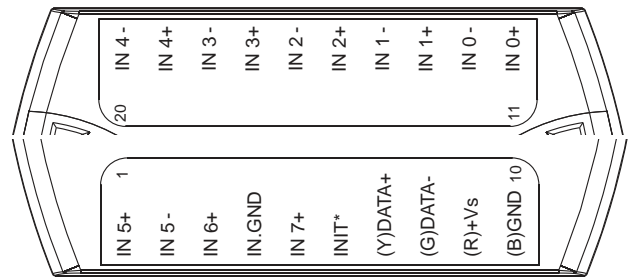 IN 4 -
IN 4+
IN 3 -
IN 3+
IN 2 -
IN 2+
IN 1 -
IN 1+
IN 0 -
IN 0+
20
11
1
10
IN 5+
IN 5 -
IN 6+
IN.GND
IN 7+
INIT*
(Y)DATA+
(G)DATA-
(R)+Vs
(B)GND